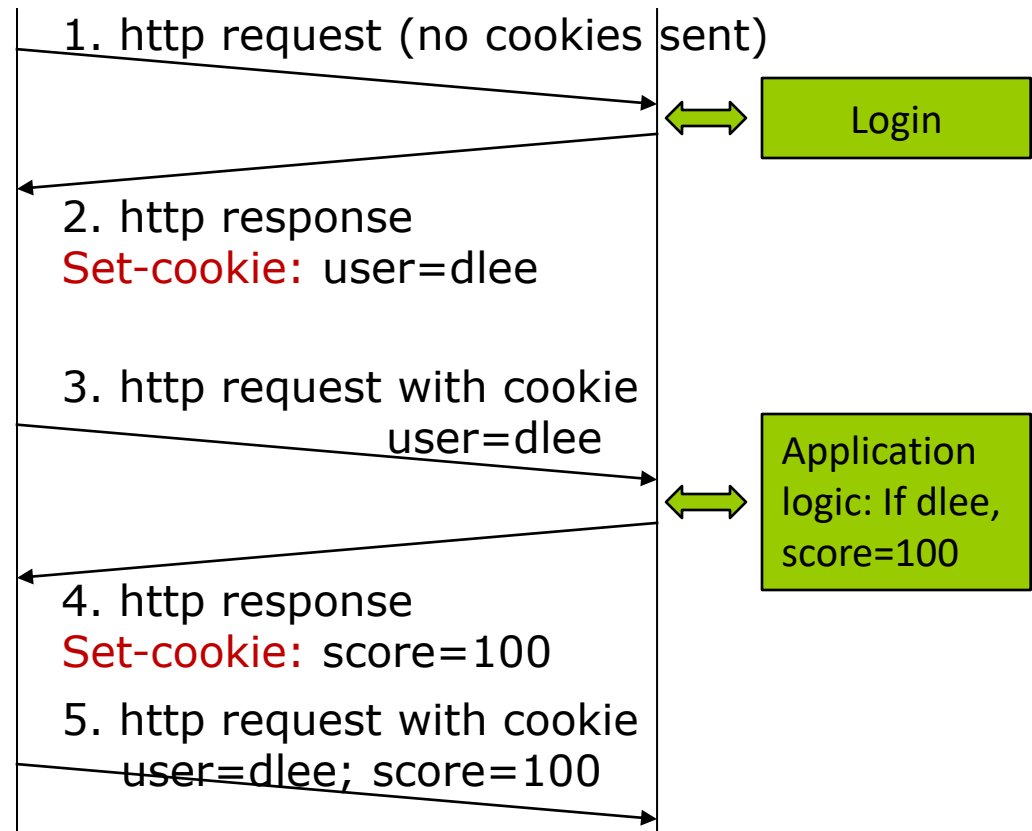 1. http request (no cookies sent)
Login
2. http response
Set-cookie: user=dlee
3. http request with cookie
user=dlee
Application
logic: If dlee,
score=100
4. http response
Set-cookie: score=100
5. http request with cookie
user=dlee; score=100